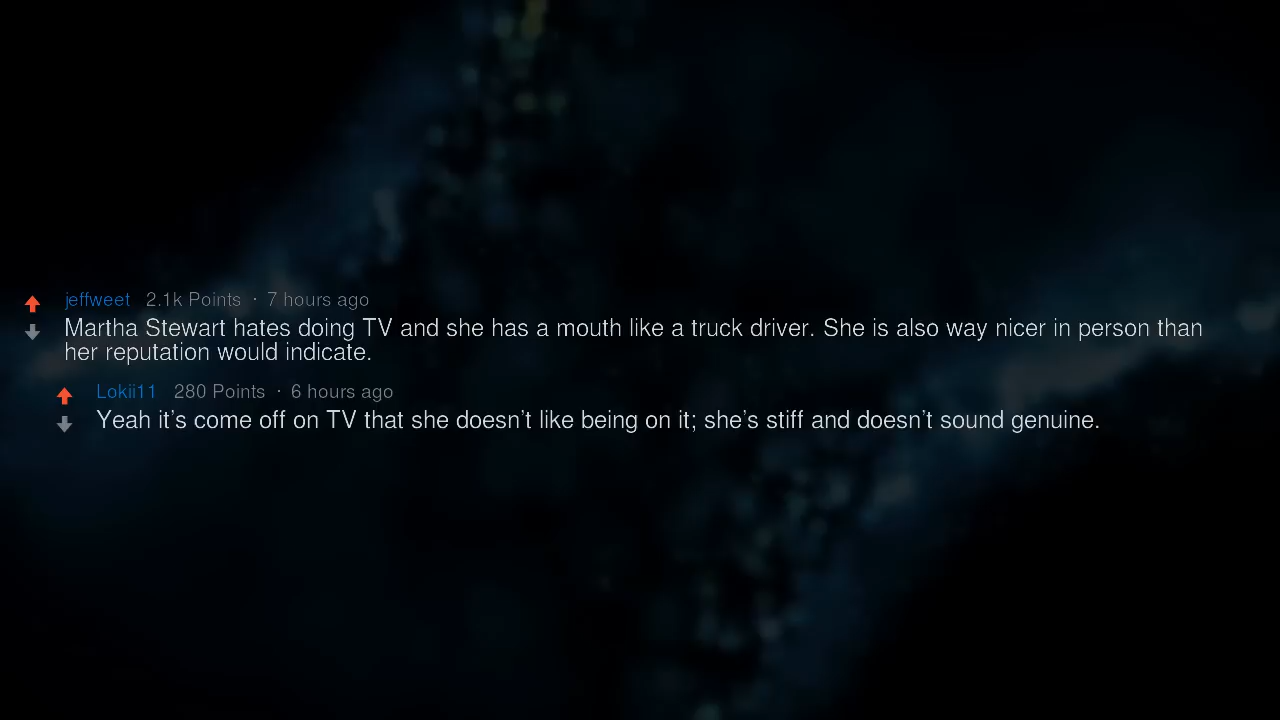 jeffweet 2.1k Points · 7 hours ago
Martha Stewart hates doing TV and she has a mouth like a truck driver. She is also way nicer in person than
her reputation would indicate.
Lokii11 280 Points · 6 hours ago
Yeah it’s come off on TV that she doesn’t like being on it; she’s stiff and doesn’t sound genuine.